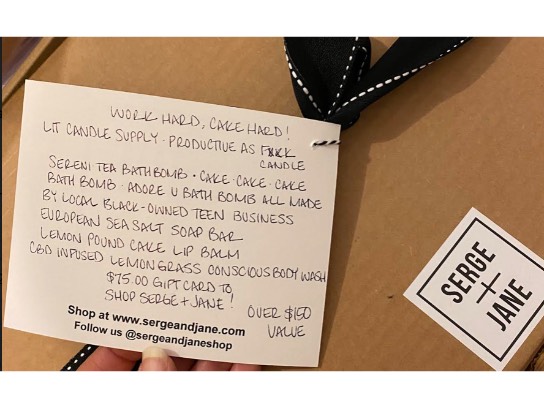 WORK HARD, CAKE HARD!
LIT CANDLE SUPPLY - PRODUCTIVE AS FXCK
CANDLE
SERENI TEA BATH BOMB • CAKE-CAKE-CAKE
BATH BOMB - ADORE U BATH BOMB ALL MADE
BY LOCAL BLACK-OWNED TEEN BUSINESS
EUROPEAN SEA SALT SOAP BAR
LEMON POUND CAKE LIP BALM
CBD INFUSED LEMONGRASS CONSCIOUS BODY WASH
$75.00 GIFT CARD TO
SHOP SERGE + JANE!
OVER $150
VALUE
Shop at www.sergeandjane.com
Follow us @sergeandjaneshop
SERGE
+
JANE